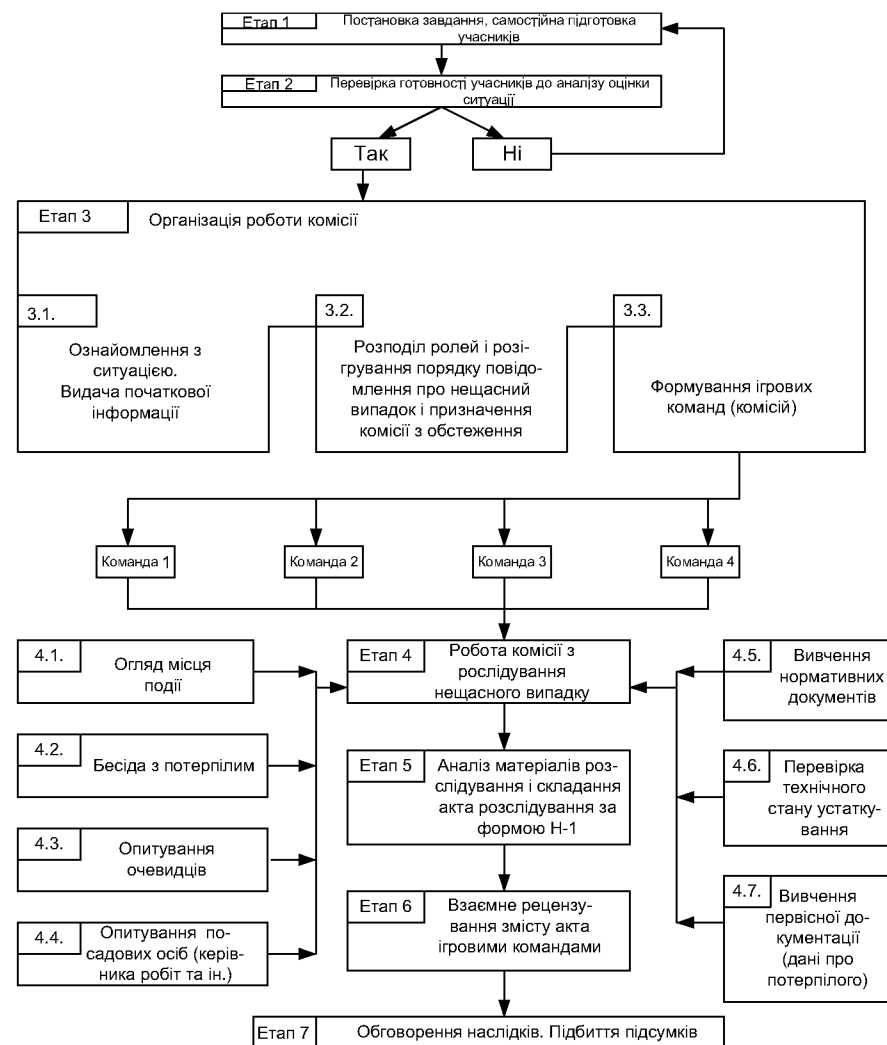 Етап 1
Постановка завдання, самостійна підготовка
учасників
Етап 2
Перевірка готовності учасників до аналізу оцінки
ситуації
Так
Ні
Етап 3
Організація роботи комісії
3.1.
Ознайомлення з
ситуацією.
Видача початкової
інформації
3.2.
Розподіл ролей і розі-
грування порядку повідо-
млення про нещасний
випадок і призначення
комісії з обстеження
3.3.
Формування ігрових
команд (комісій)
Команда 1
Команда 2
Команда 3
Команда 4
4.1.
Огляд місця
події
4.2.
Бесіда з потерпілим
4.3.
Опитування
очевидців
4.4.
Опитування по-
садових осіб (керів-
ника робіт та ін.)
Етап 4
Робота комісії з
рослідування
нещасного випадку
Етап 5
Аналіз матеріалів роз-
слідування і складання
акта розслідування за
формою Н-1
Етап 6
Взаємне рецензу-
вання змісту акта
ігровими командами
4.5.
Вивчення
нормативних
документів
4.6.
Перевірка
технічного
стану устатку-
вання
4.7.
Вивчення
первісної до-
кументації
(дані про
потерпілого)
Етап 7
Обговорення наслідків. Підбиття підсумків